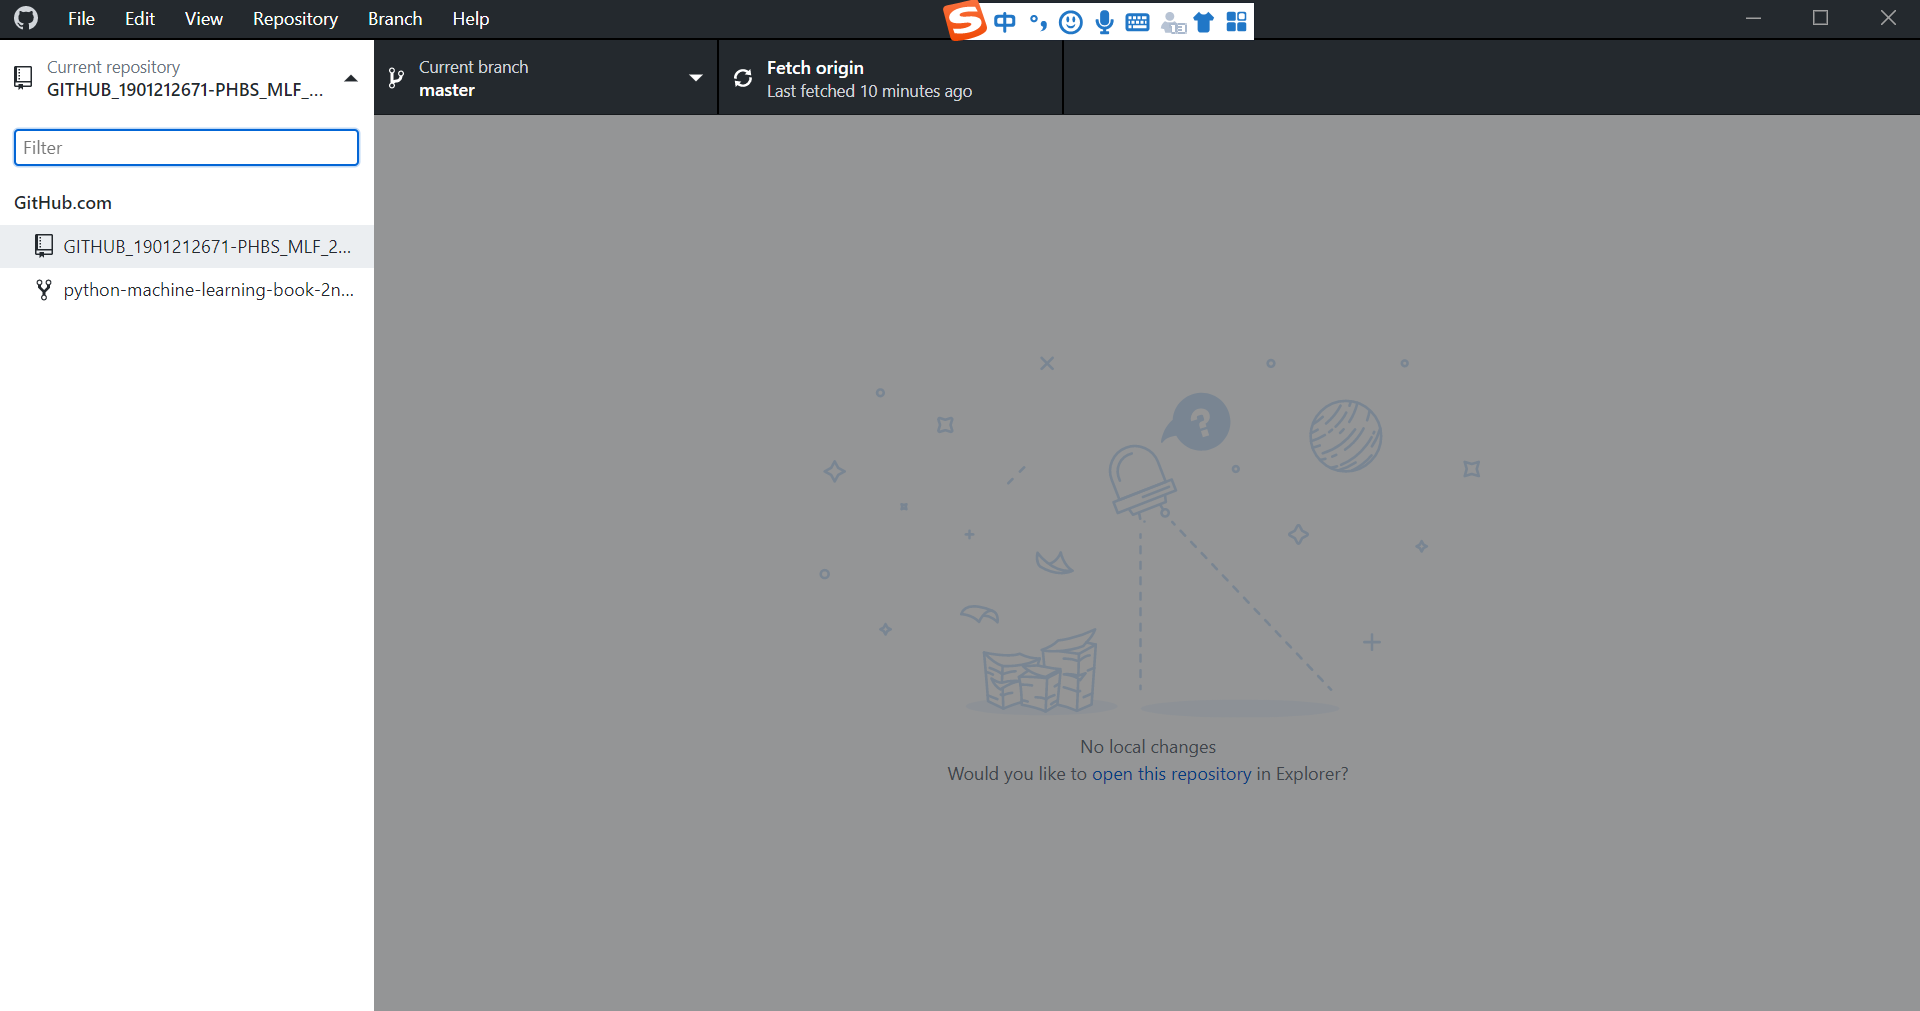 File Edit View Repository Branch Help
S 中 °,
Current repository
GITHUB_1901212671-PHBS_MLF_...
Current branch
master
Fetch origin
Last fetched 10 minutes ago
Filter
GitHub.com
GITHUB_1901212671-PHBS_MLF_2...
python-machine-learning-book-2n...
?
No local changes
Would you like to open this repository in Explorer?